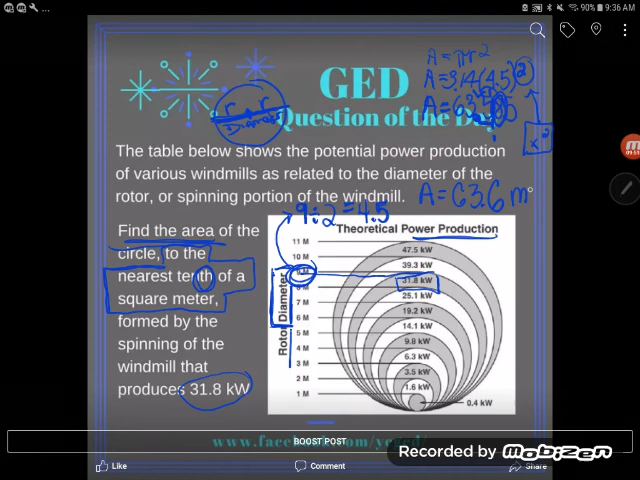 90% 9:36 AM
A = πr²
A = 3.14(4.5)²
GED
r r
Diameter
Question of the Day
x²
The table below shows the potential power production
of various windmills as related to the diameter of the
rotor, or spinning portion of the windmill.
A = 63.6 m²
9÷2 = 4.5
Find the area of the
circle, to the
nearest tenth of a
square meter,
formed by the
spinning of the
windmill that
produces 31.8 kW
Theoretical Power Production
Rotor Diameter
11 M
10 M
9 M
8 M
7 M
6 M
5 M
4 M
3 M
2 M
1 M
47.5 kW
39.3 kW
31.8 kW
25.1 kW
19.2 kW
14.1 kW
9.8 kW
6.3 kW
3.5 kW
1.6 kW
0.4 kW
BOOST POST
Recorded by mobizen
Like
Comment
Share